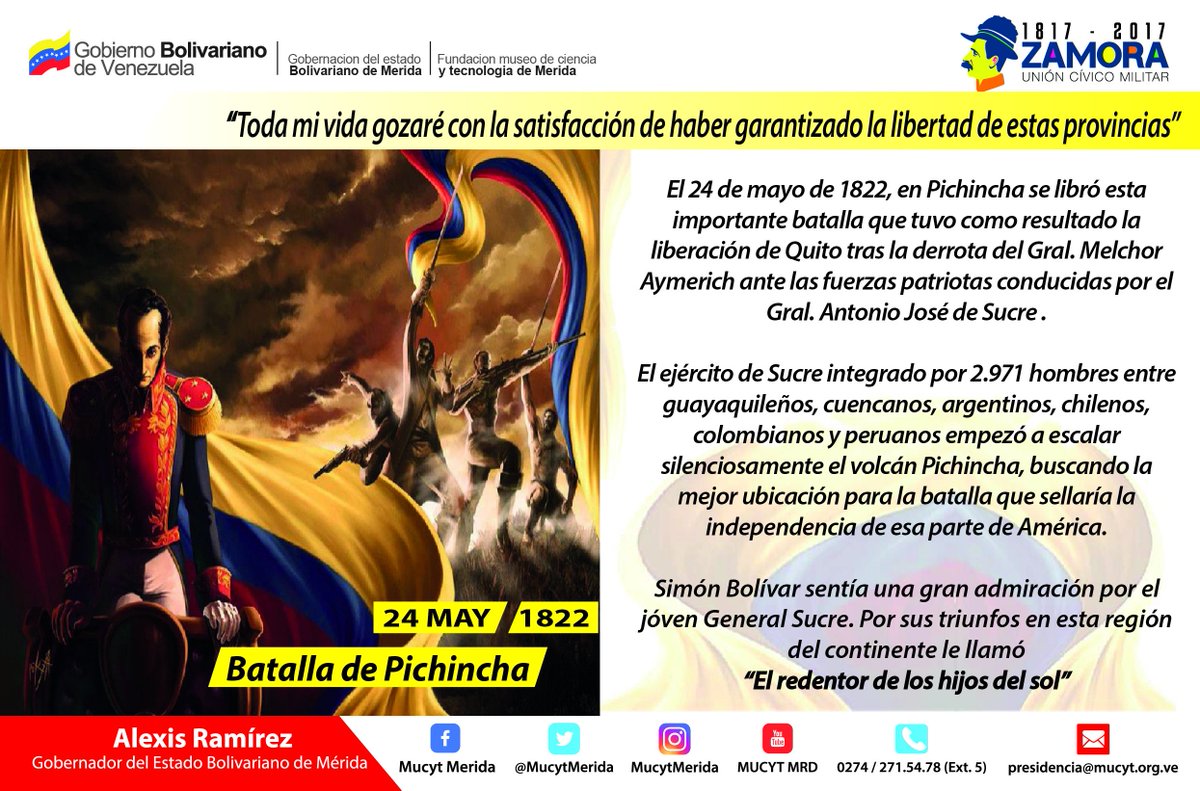 Gobierno Bolivariano
de Venezuela
Gobernacion del estado
Bolivariano de Merida
Fundacion museo de ciencia
y tecnologia de Merida
1817 - 2017
ZAMORA
UNIÓN CÍVICO MILITAR
“Toda mi vida gozaré con la satisfacción de haber garantizado la libertad de estas provincias”
El 24 de mayo de 1822, en Pichincha se libró esta
importante batalla que tuvo como resultado la
liberación de Quito tras la derrota del Gral. Melchor
Aymerich ante las fuerzas patriotas conducidas por el
Gral. Antonio José de Sucre .
El ejército de Sucre integrado por 2.971 hombres entre
guayaquileños, cuencanos, argentinos, chilenos,
colombianos y peruanos empezó a escalar
silenciosamente el volcán Pichincha, buscando la
mejor ubicación para la batalla que sellaría la
independencia de esa parte de América.
Simón Bolívar sentía una gran admiración por el
jóven General Sucre. Por sus triunfos en esta región
del continente le llamó
“El redentor de los hijos del sol”
24 MAY 1822
Batalla de Pichincha
Alexis Ramírez
Gobernador del Estado Bolivariano de Mérida
Mucyt Merida
@MucytMerida
MucytMerida
You Tube
MUCYT MRD
0274 / 271.54.78 (Ext. 5)
presidencia@mucyt.org.ve